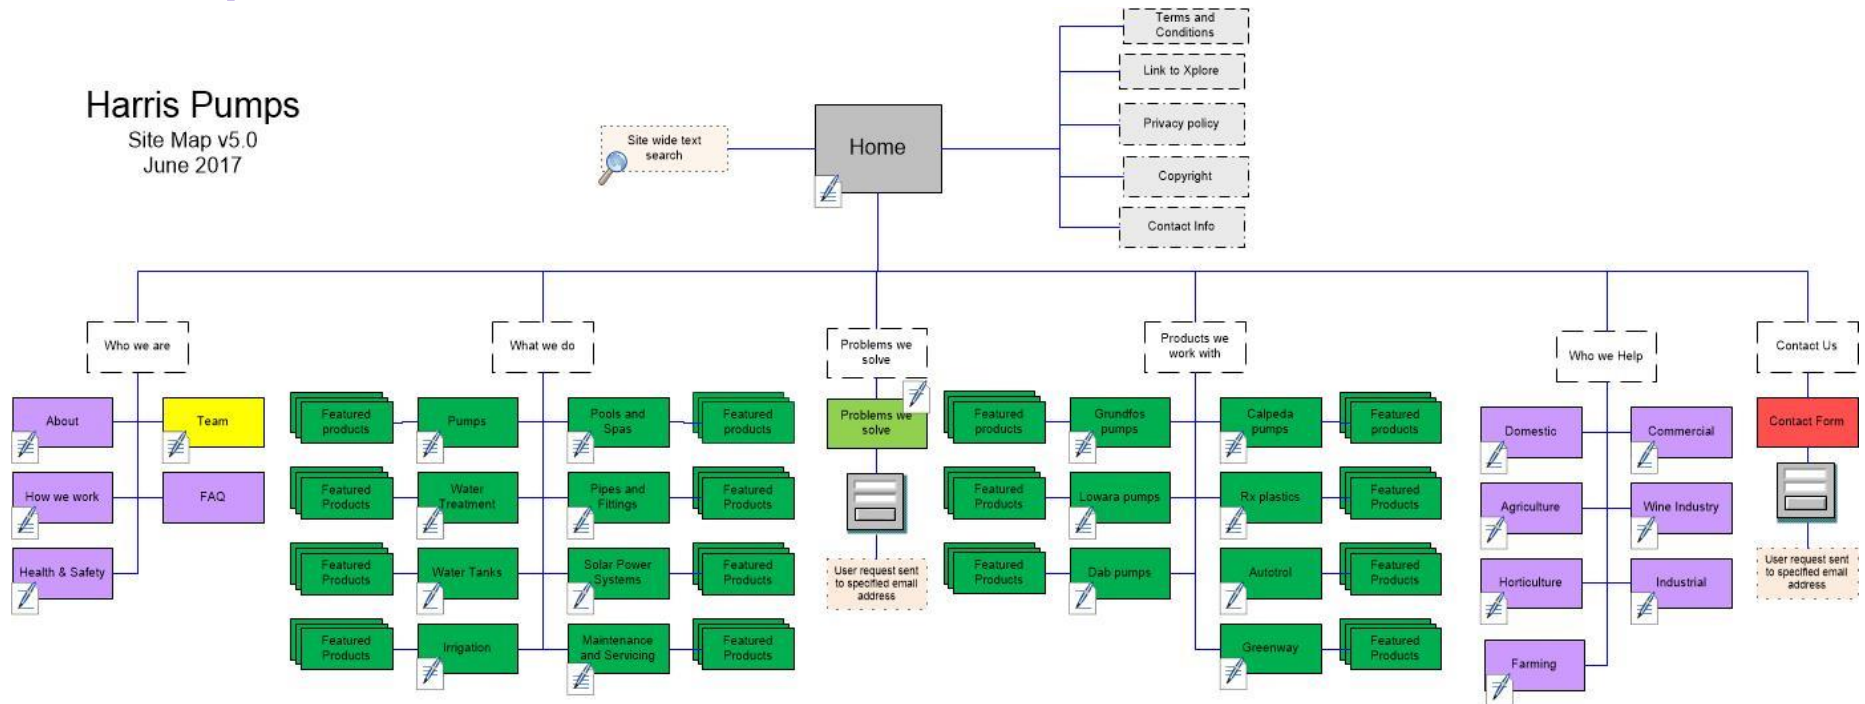 Harris Pumps
Site Map v5.0
June 2017
Terms and
Conditions
Link to Xplore
Privacy policy
Copyright
Contact Info
Site wide text
search
Home
Who we are
About
Team
How we work
FAQ
Health & Safety
What we do
Featured
products
Pumps
Pools and
Spas
Featured
products
Featured
Products
Water
Treatment
Pipes and
Fittings
Featured
Products
Featured
Products
Water Tanks
Solar Power
Systems
Featured
Products
Featured
Products
Irrigation
Maintenance
and Servicing
Featured
Products
Problems we
solve
Problems we
solve
User request sent
to specified email
address
Products we
work with
Featured
products
Grundfos
pumps
Calpeda
pumps
Featured
products
Featured
Products
Lowara pumps
Rx plastics
Featured
Products
Featured
Products
Dab pumps
Autotrol
Featured
Products
Greenway
Featured
Products
Who we Help
Domestic
Commercial
Agriculture
Wine Industry
Horticulture
Industrial
Farming
Contact Us
Contact Form
User request sent
to specified email
address